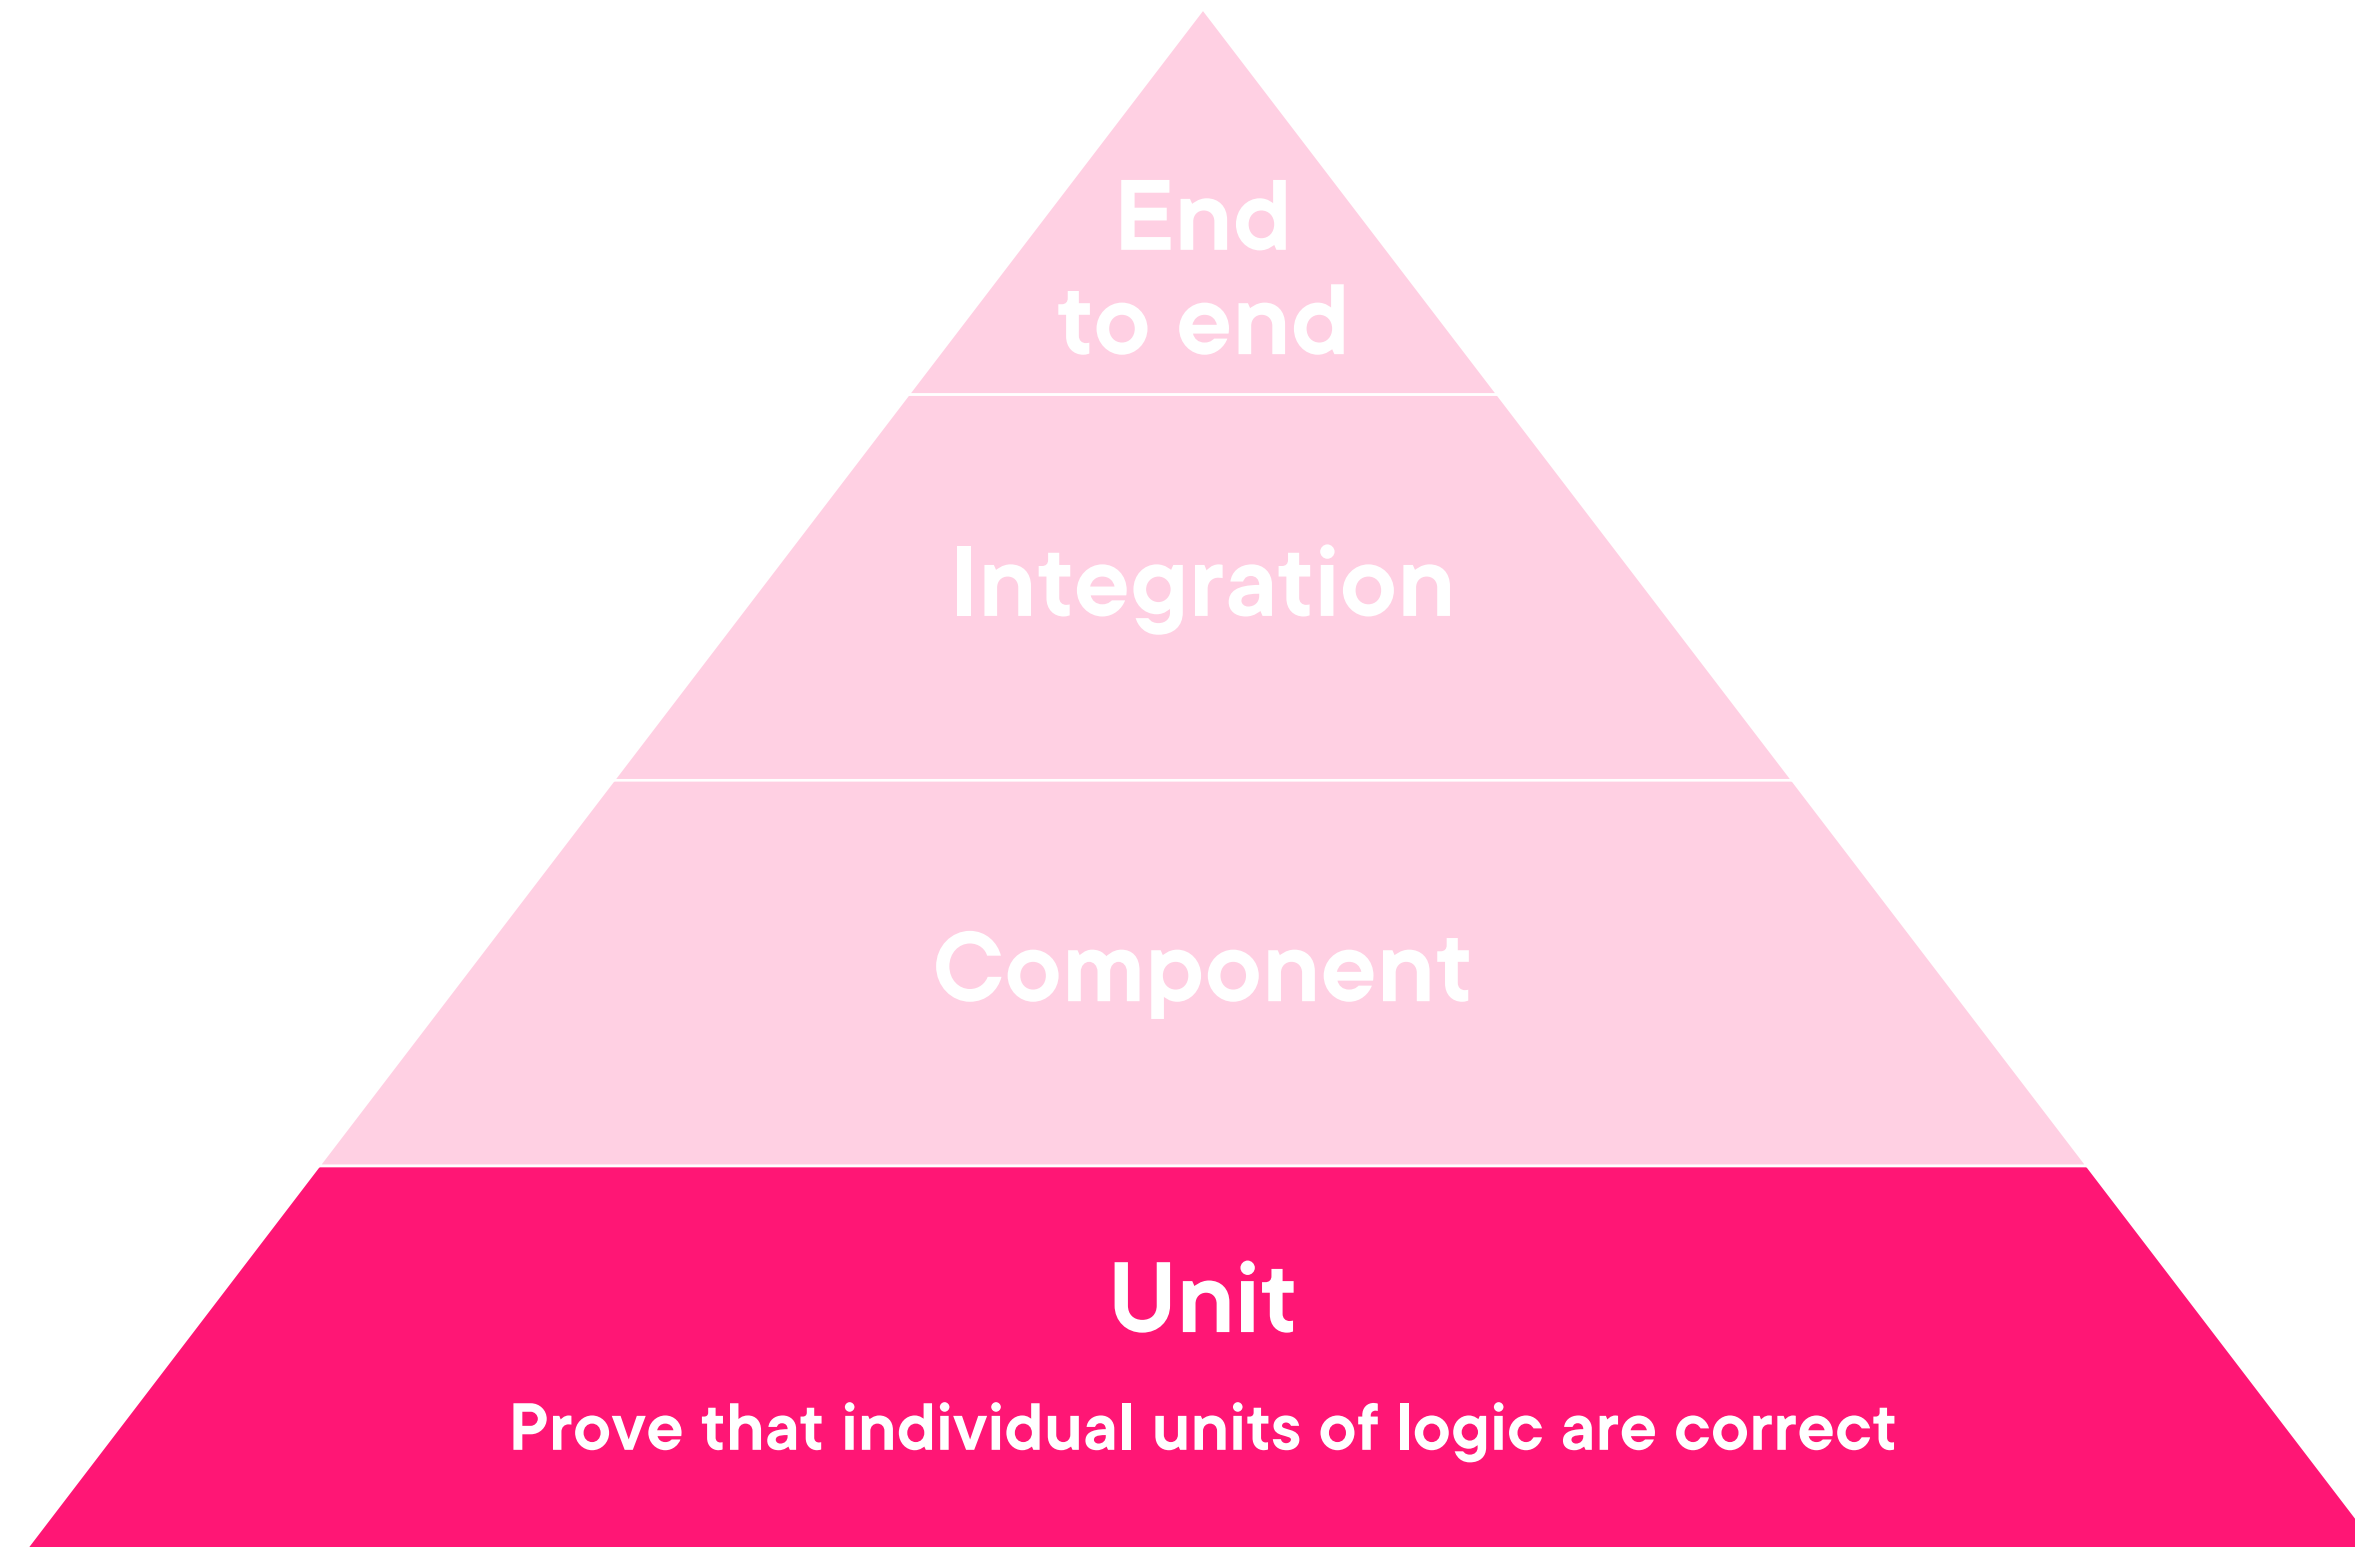 End
to end
Integration
Component
Unit
Prove that individual units of logic are correct